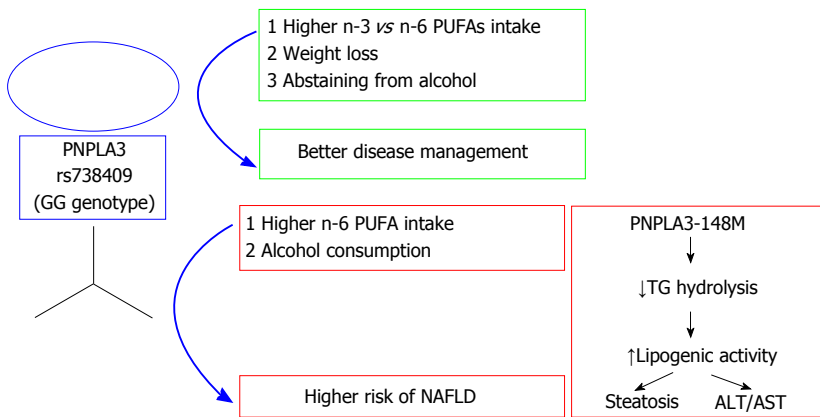 1 Higher n-3 vs n-6 PUFAs intake
2 Weight loss
3 Abstaining from alcohol
Better disease management
PNPLA3
rs738409
(GG genotype)
1 Higher n-6 PUFA intake
2 Alcohol consumption
Higher risk of NAFLD
PNPLA3-148M
↓TG hydrolysis
↑Lipogenic activity
Steatosis ALT/AST